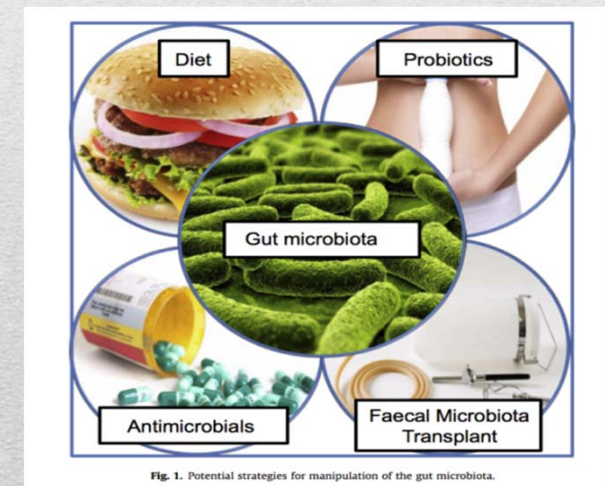 Diet
Probiotics
Gut microbiota
Antimicrobials
Faecal Microbiota
Transplant
Fig. 1. Potential strategies for manipulation of the gut microbiota.